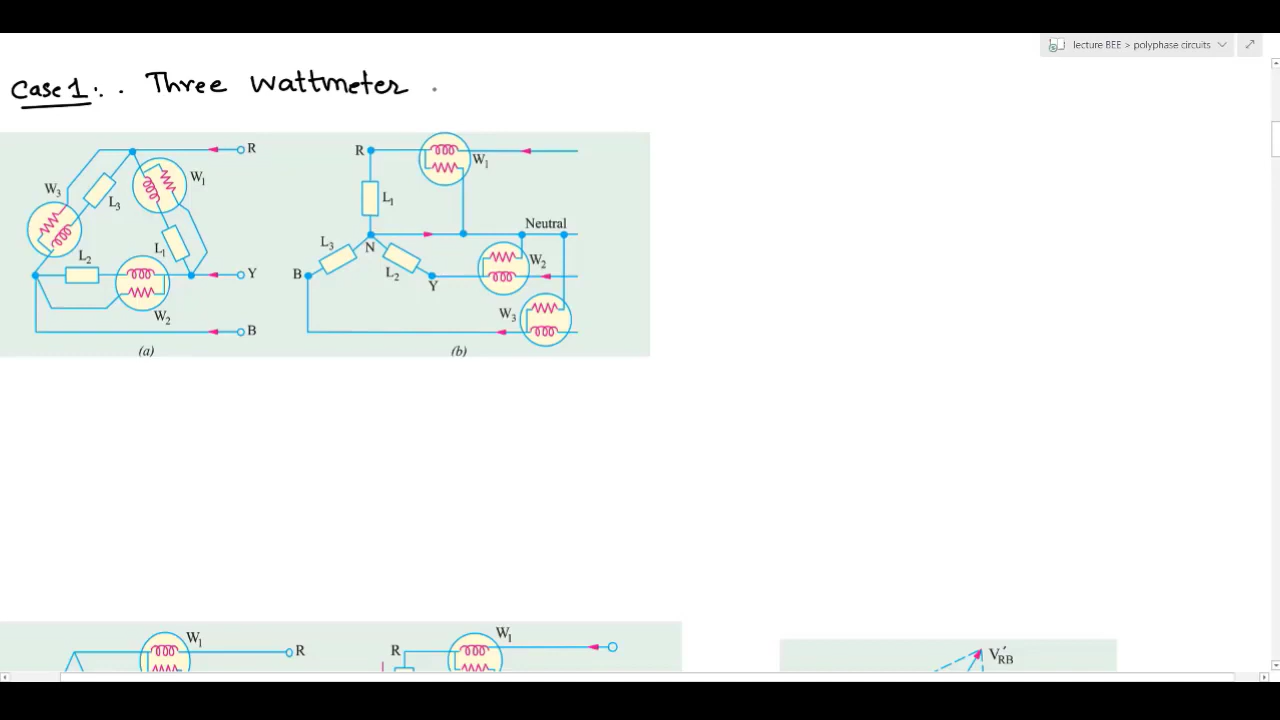 lecture BEE > polyphase circuits
Case 1:. . Three Wattmeter .
R
W1
W3
L3
L1
L2
Y
W2
B
(a)
R
W1
L1
Neutral
L3
N
L2
W2
B
Y
W3
(b)
W1
R
R
W1
V′RB